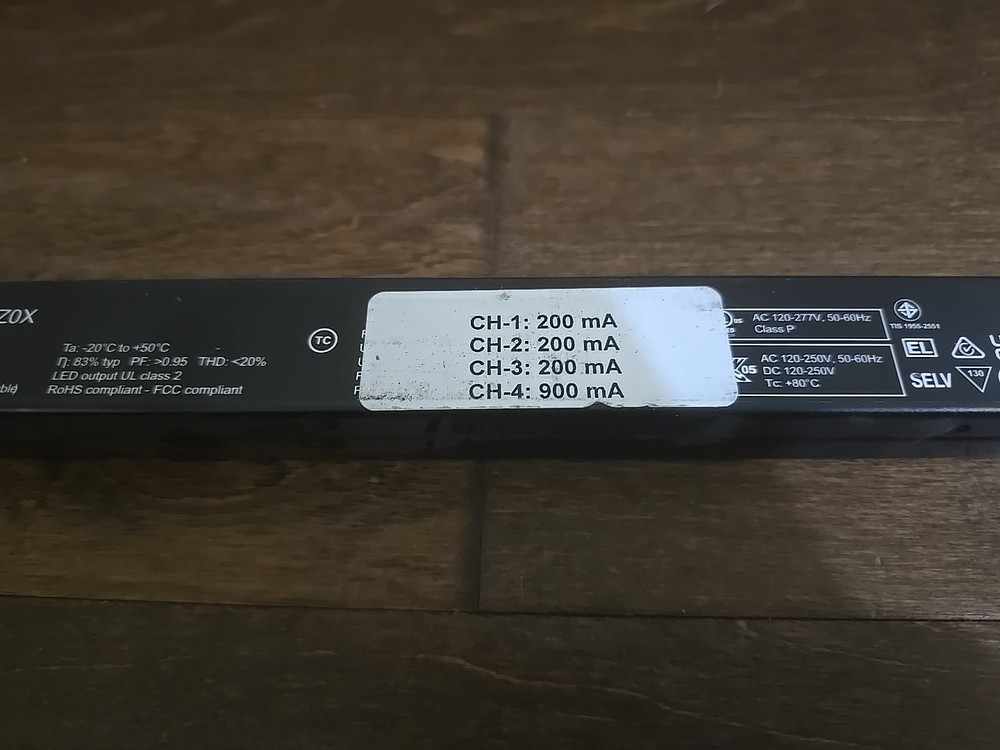 Z0X
Ta: -20°C to +50°C
η: 83% typ PF: >0.95 THD: <20%
LED output UL class 2
RoHS compliant - FCC compliant
TC
CH-1: 200 mA
CH-2: 200 mA
CH-3: 200 mA
CH-4: 900 mA
US
AC 120-277V, 50-60Hz
Class P
05
AC 120-250V, 50-60Hz
DC 120-250V
Tc: +80°C
TIS 1955-2551
EL
SELV
130